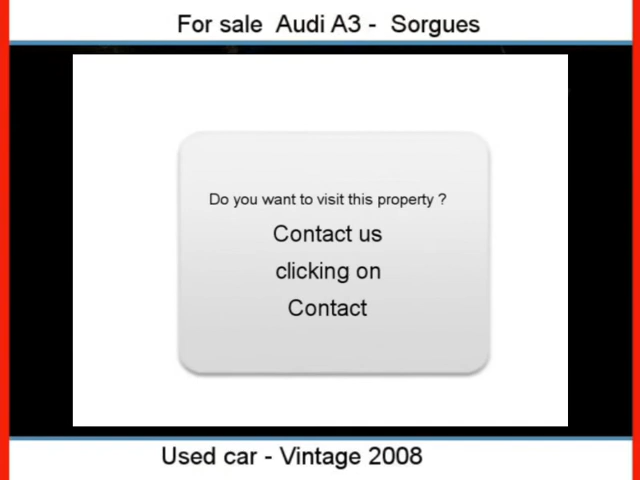 For sale Audi A3 - Sorgues
Do you want to visit this property ?
Contact us
clicking on
Contact
Used car - Vintage 2008